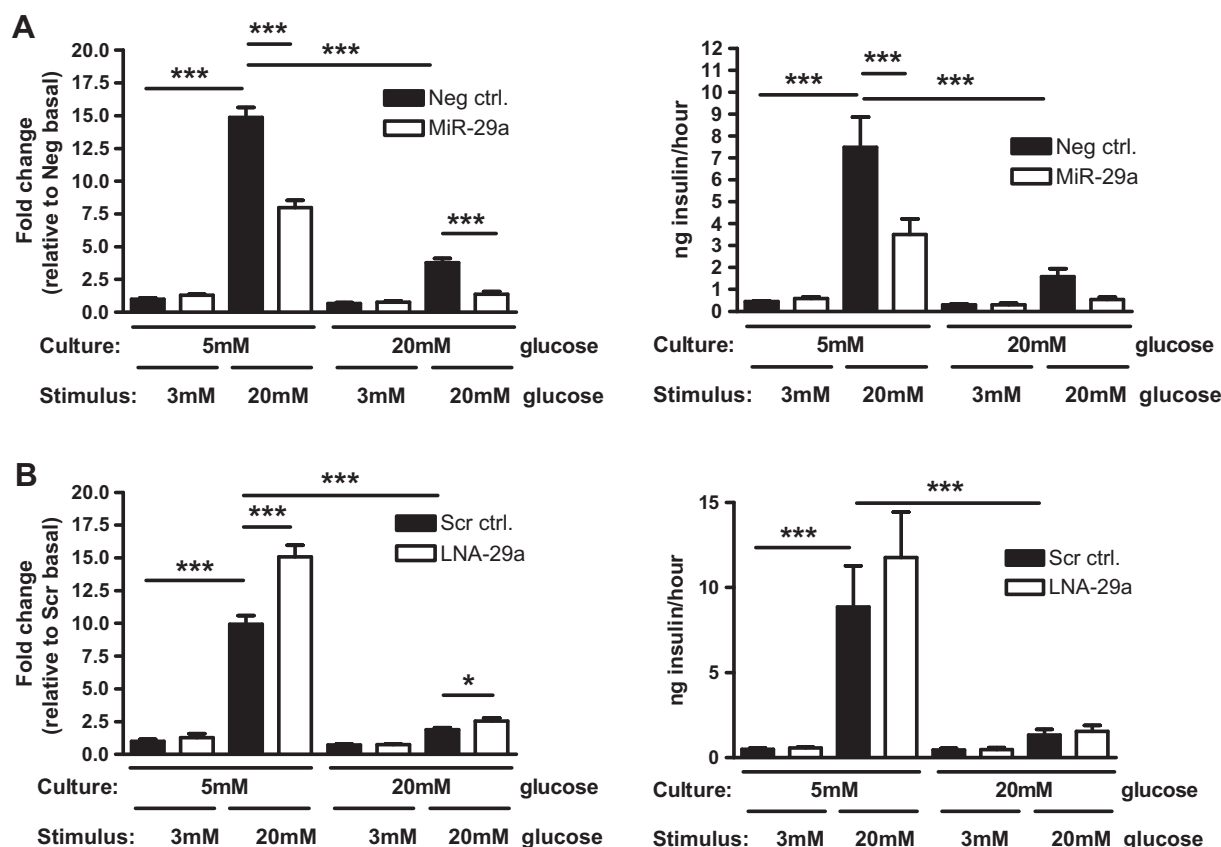 A
Fold change
(relative to Neg basal)
20.0
17.5
15.0
12.5
10.0
7.5
5.0
2.5
0.0
***
***
***
***
Neg ctrl.
MiR-29a
Culture: 5mM 20mM glucose
Stimulus: 3mM 20mM 3mM 20mM glucose
ng insulin/hour
12
11
10
9
8
7
6
5
4
3
2
1
0
***
***
***
Neg ctrl.
MiR-29a
Culture: 5mM 20mM glucose
Stimulus: 3mM 20mM 3mM 20mM glucose
B
Fold change
(relative to Scr basal)
20.0
17.5
15.0
12.5
10.0
7.5
5.0
2.5
0.0
***
***
***
*
Scr ctrl.
LNA-29a
Culture: 5mM 20mM glucose
Stimulus: 3mM 20mM 3mM 20mM glucose
ng insulin/hour
15
10
5
0
***
***
Scr ctrl.
LNA-29a
Culture: 5mM 20mM glucose
Stimulus: 3mM 20mM 3mM 20mM glucose